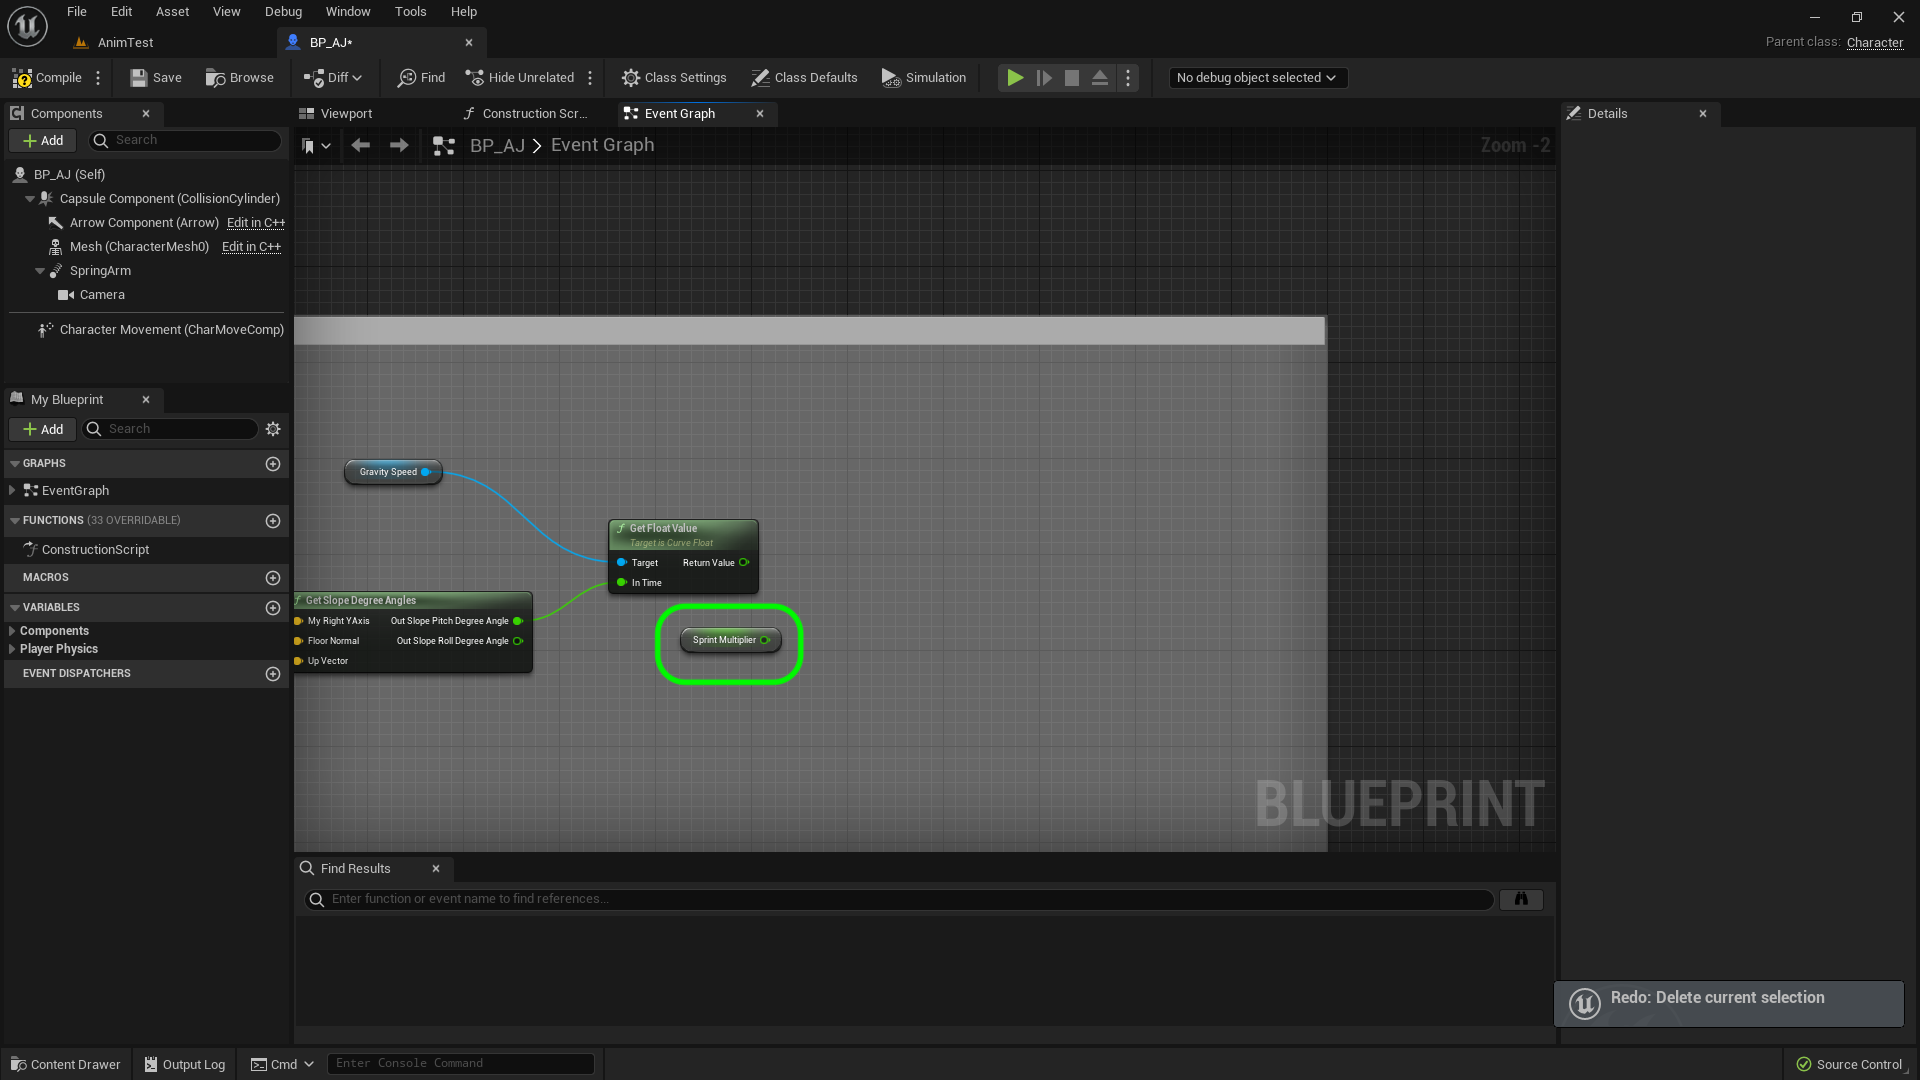 File Edit Asset View Debug Window Tools Help
AnimTest
BP_AJ*
Parent class: Character
Compile
Save
Browse
Diff
Find
Hide Unrelated
Class Settings
Class Defaults
Simulation
No debug object selected
Components
Add
Search
BP_AJ (Self)
Capsule Component (CollisionCylinder)
Arrow Component (Arrow) Edit in C++
Mesh (CharacterMesh0) Edit in C++
SpringArm
Camera
Character Movement (CharMoveComp)
My Blueprint
Add
Search
GRAPHS
EventGraph
FUNCTIONS (33 OVERRIDABLE)
ConstructionScript
MACROS
VARIABLES
Components
Player Physics
EVENT DISPATCHERS
Viewport
Construction Scr...
Event Graph
BP_AJ > Event Graph
Zoom -2
Gravity Speed
Get Float Value
Target is Curve Float
Target Return Value
In Time
Get Slope Degree Angles
My Right YAxis Out Slope Pitch Degree Angle
Floor Normal Out Slope Roll Degree Angle
Up Vector
Sprint Multiplier
BLUEPRINT
Find Results
Enter function or event name to find references...
Details
Redo: Delete current selection
Content Drawer
Output Log
Cmd
Enter Console Command
Source Control